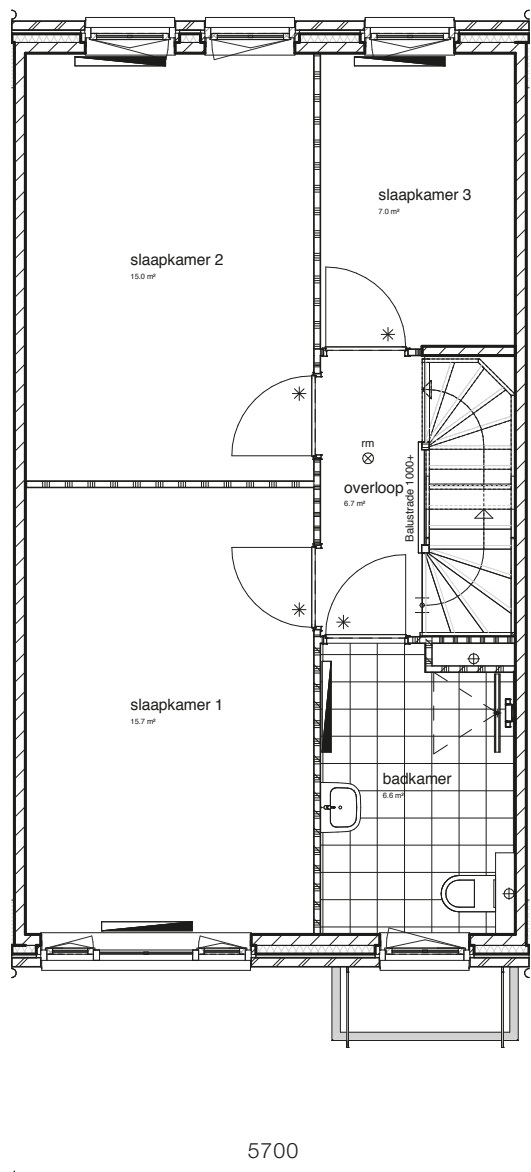 slaapkamer 3
7.0 m²
slaapkamer 2
15.0 m²
rm
overloop
6.7 m²
Balustrade 1000+
slaapkamer 1
15.7 m²
badkamer
6.6 m²
5700